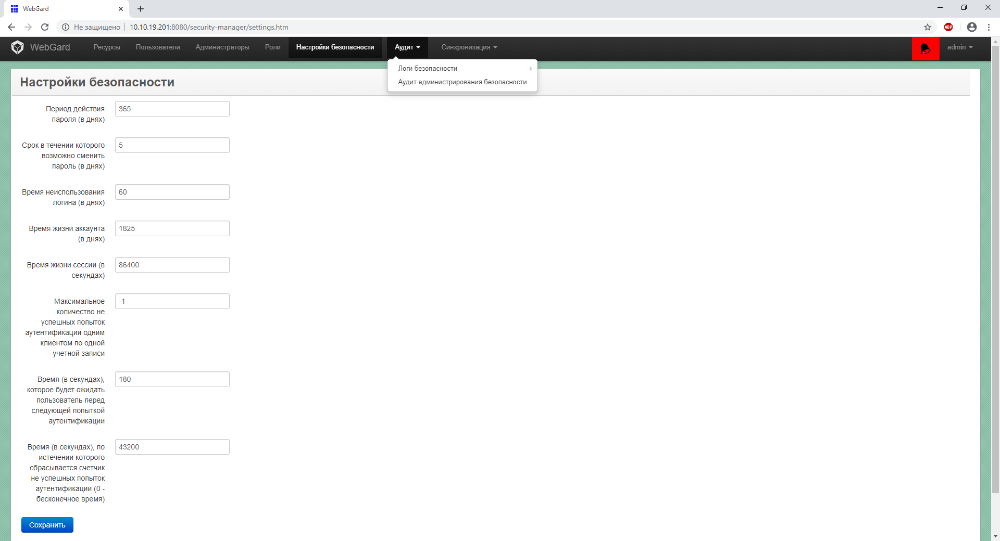 WebGard
Не защищено
10.10.19.201:8080/security-manager/settings.htm
ABP
WebGard
Ресурсы
Пользователи
Администраторы
Роли
Настройки безопасности
Аудит
Синхронизация
admin
Логи безопасности
Аудит администрирования безопасности
Настройки безопасности
Период действия
пароля (в днях)
365
Срок в течении которого
возможно сменить
пароль (в днях)
5
Время неиспользования
логина (в днях)
60
Время жизни аккаунта
(в днях)
1825
Время жизни сессии (в
секундах)
86400
Максимальное
количество не
успешных попыток
аутентификации одним
клиентом по одной
учетной записи
-1
Время (в секундах),
которое будет ожидать
пользователь перед
следующей попыткой
аутентификации
180
Время (в секундах), по
истечении которого
сбрасывается счетчик
не успешных попыток
аутентификации (0 -
бесконечное время)
43200
Сохранить